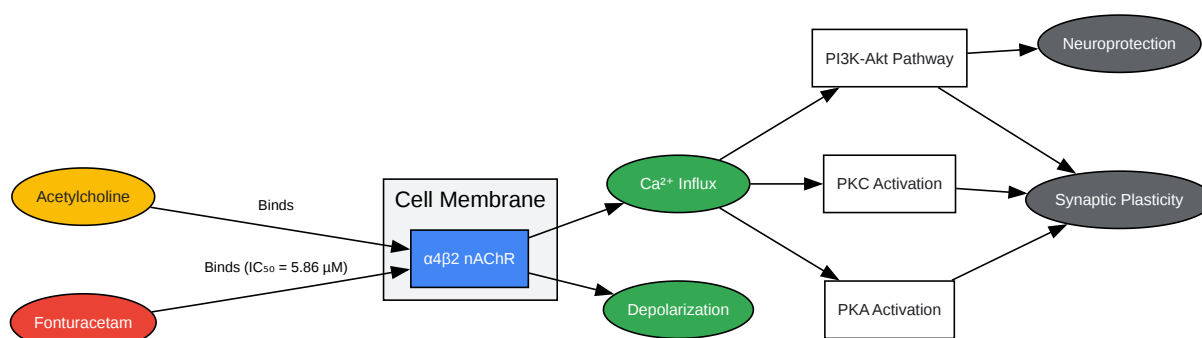 PI3K-Akt Pathway
Neuroprotection
Acetylcholine
Binds
Cell Membrane
α4β2 nAChR
Ca²⁺ Influx
PKC Activation
Synaptic Plasticity
Binds (IC₅₀ = 5.86 µM)
Fonturacetam
Depolarization
PKA Activation